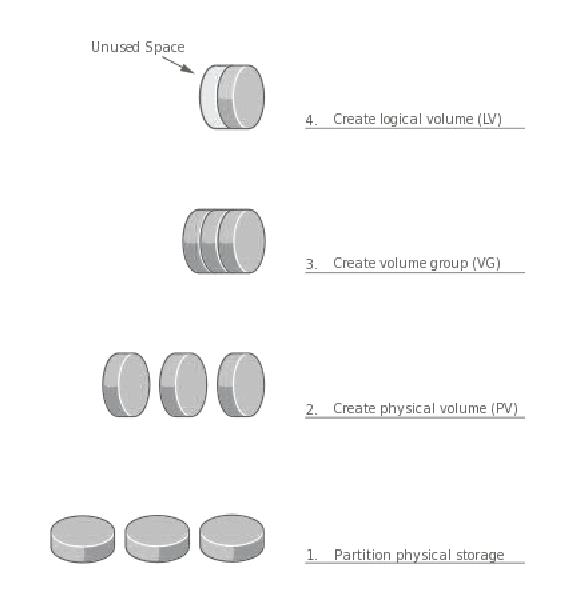 Unused Space
4. Create logical volume (LV)
3. Create volume group (VG)
2. Create physical volume (PV)
1. Partition physical storage